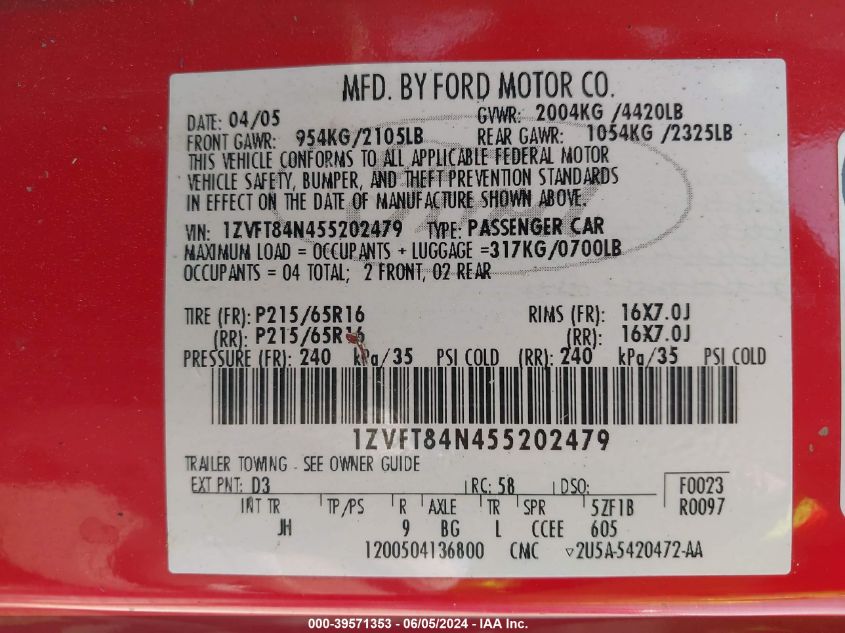 MFD. BY FORD MOTOR CO.
DATE: 04/05 GVWR: 2004KG /4420LB
FRONT GAWR: 954KG/2105LB REAR GAWR: 1054KG /2325LB
THIS VEHICLE CONFORMS TO ALL APPLICABLE FEDERAL MOTOR
VEHICLE SAFETY, BUMPER, AND THEFT PREVENTION STANDARDS
IN EFFECT ON THE DATE OF MANUFACTURE SHOWN ABOVE.
VIN: 1ZVFT84N455202479 TYPE: PASSENGER CAR
MAXIMUM LOAD = OCCUPANTS + LUGGAGE =317KG/0700LB
OCCUPANTS = 04 TOTAL; 2 FRONT, 02 REAR
TIRE (FR): P215/65R16 RIMS (FR): 16X7.0J
(RR): P215/65R16 (RR): 16X7.0J
PRESSURE (FR): 240 kPa/35 PSI COLD (RR): 240 kPa/35 PSI COLD
1ZVFT84N455202479
TRAILER TOWING - SEE OWNER GUIDE
EXT PNT: D3 RC: 58 DSO: F0023
INT TR TP/PS R AXLE TR SPR 5ZF1B R0097
JH 9 BG L CCEE 605
1200504136800 CMC ▽2U5A-5420472-AA
000-39571353 - 06/05/2024 - IAA Inc.